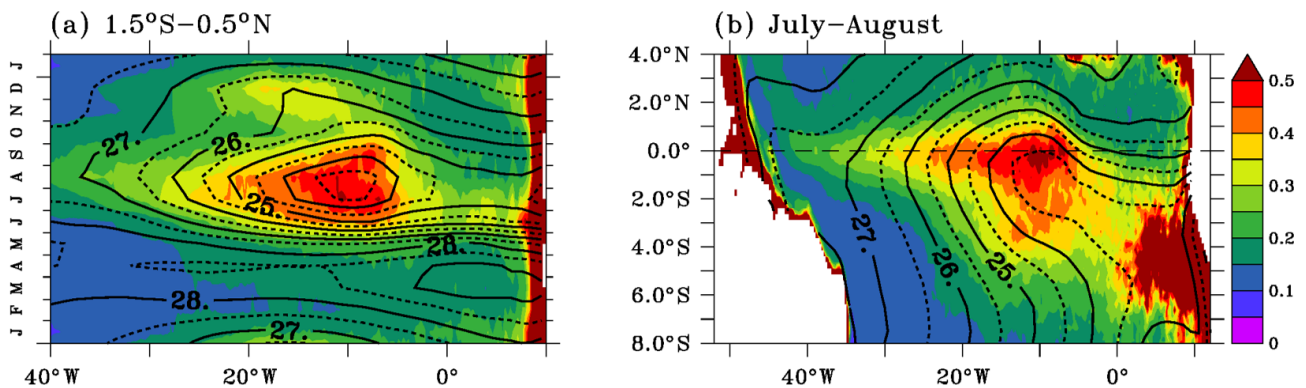 (a) 1.5°S−0.5°N
(b) July−August
J
D
N
O
S
A
J
J
M
A
M
F
J
27.
26.
25
28.
28.
27.
40°W
20°W
0°
4.0°N
2.0°N
0.0°
2.0°S
4.0°S
6.0°S
8.0°S
27.
26.
25.
40°W
20°W
0°
0.5
0.4
0.3
0.2
0.1
0